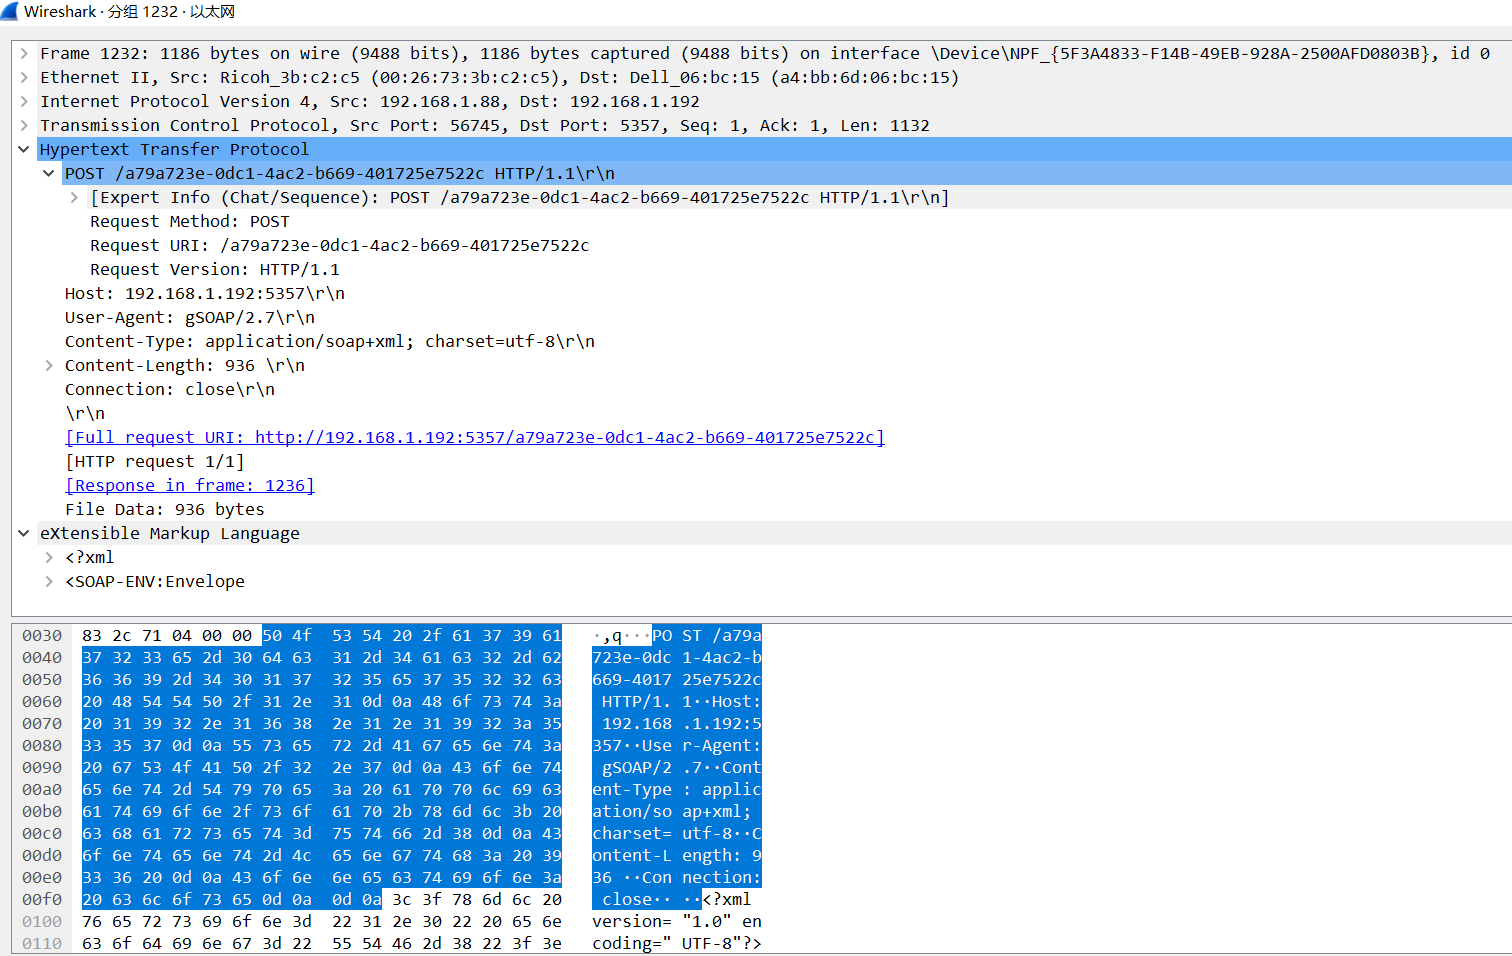 Wireshark · 分组 1232 · 以太网
Frame 1232: 1186 bytes on wire (9488 bits), 1186 bytes captured (9488 bits) on interface \Device\NPF_{5F3A4833-F14B-49EB-928A-2500AFD0803B}, id 0
Ethernet II, Src: Ricoh_3b:c2:c5 (00:26:73:3b:c2:c5), Dst: Dell_06:bc:15 (a4:bb:6d:06:bc:15)
Internet Protocol Version 4, Src: 192.168.1.88, Dst: 192.168.1.192
Transmission Control Protocol, Src Port: 56745, Dst Port: 5357, Seq: 1, Ack: 1, Len: 1132
Hypertext Transfer Protocol
POST /a79a723e-0dc1-4ac2-b669-401725e7522c HTTP/1.1\r\n
[Expert Info (Chat/Sequence): POST /a79a723e-0dc1-4ac2-b669-401725e7522c HTTP/1.1\r\n]
Request Method: POST
Request URI: /a79a723e-0dc1-4ac2-b669-401725e7522c
Request Version: HTTP/1.1
Host: 192.168.1.192:5357\r\n
User-Agent: gSOAP/2.7\r\n
Content-Type: application/soap+xml; charset=utf-8\r\n
Content-Length: 936 \r\n
Connection: close\r\n
\r\n
[Full request URI: http://192.168.1.192:5357/a79a723e-0dc1-4ac2-b669-401725e7522c]
[HTTP request 1/1]
[Response in frame: 1236]
File Data: 936 bytes
eXtensible Markup Language
<?xml
<SOAP-ENV:Envelope
0030 83 2c 71 04 00 00 50 4f 53 54 20 2f 61 37 39 61 ·,q···PO ST /a79a
0040 37 32 33 65 2d 30 64 63 31 2d 34 61 63 32 2d 62 723e-0dc 1-4ac2-b
0050 36 36 39 2d 34 30 31 37 32 35 65 37 35 32 32 63 669-4017 25e7522c
0060 20 48 54 54 50 2f 31 2e 31 0d 0a 48 6f 73 74 3a HTTP/1. 1··Host:
0070 20 31 39 32 2e 31 36 38 2e 31 2e 31 39 32 3a 35 192.168 .1.192:5
0080 33 35 37 0d 0a 55 73 65 72 2d 41 67 65 6e 74 3a 357··Use r-Agent:
0090 20 67 53 4f 41 50 2f 32 2e 37 0d 0a 43 6f 6e 74 gSOAP/2 .7··Cont
00a0 65 6e 74 2d 54 79 70 65 3a 20 61 70 70 6c 69 63 ent-Type : applic
00b0 61 74 69 6f 6e 2f 73 6f 61 70 2b 78 6d 6c 3b 20 ation/so ap+xml;
00c0 63 68 61 72 73 65 74 3d 75 74 66 2d 38 0d 0a 43 charset= utf-8··C
00d0 6f 6e 74 65 6e 74 2d 4c 65 6e 67 74 68 3a 20 39 ontent-L ength: 9
00e0 33 36 20 0d 0a 43 6f 6e 6e 65 63 74 69 6f 6e 3a 36 ··Con nection:
00f0 20 63 6c 6f 73 65 0d 0a 0d 0a 3c 3f 78 6d 6c 20 close·· ··<?xml
0100 76 65 72 73 69 6f 6e 3d 22 31 2e 30 22 20 65 6e version= "1.0" en
0110 63 6f 64 69 6e 67 3d 22 55 54 46 2d 38 22 3f 3e coding=" UTF-8"?>